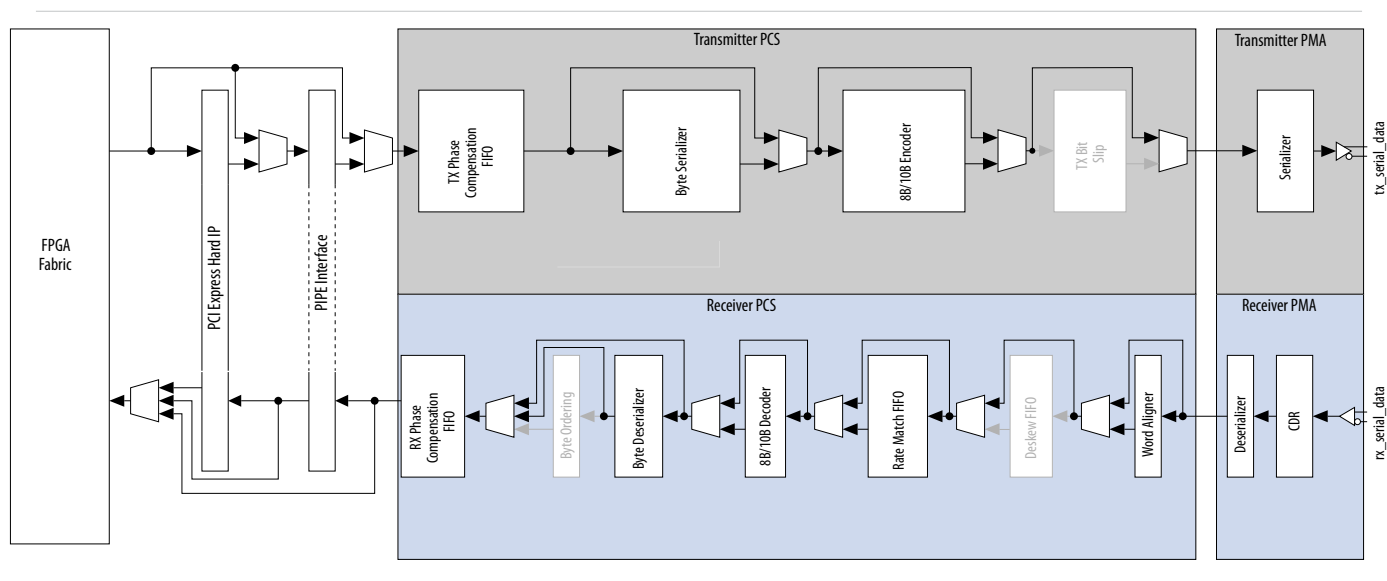 Transmitter PCS
Transmitter PMA
FPGA
Fabric
PCI Express Hard IP
PIPE Interface
TX Phase
Compensation
FIFO
Byte Serializer
8B/10B Encoder
TX Bit
Slip
Serializer
tx_serial_data
Receiver PCS
Receiver PMA
RX Phase
Compensation
FIFO
Byte Ordering
Byte Deserializer
8B/10B Decoder
Rate Match FIFO
Deskew FIFO
Word Aligner
Deserializer
CDR
rx_serial_data